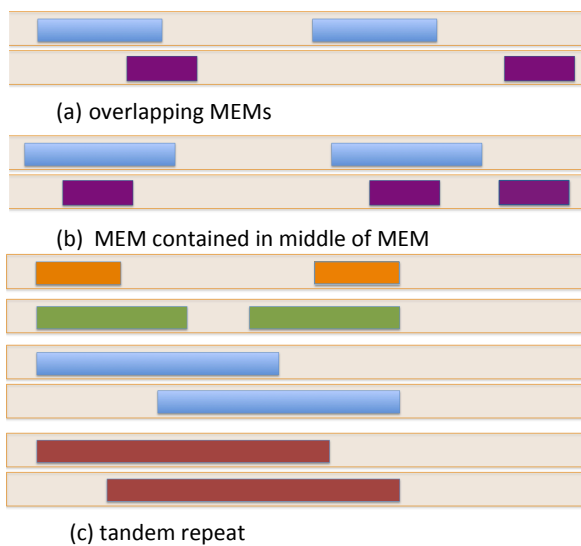 (a) overlapping MEMs
(b) MEM contained in middle of MEM
(c) tandem repeat